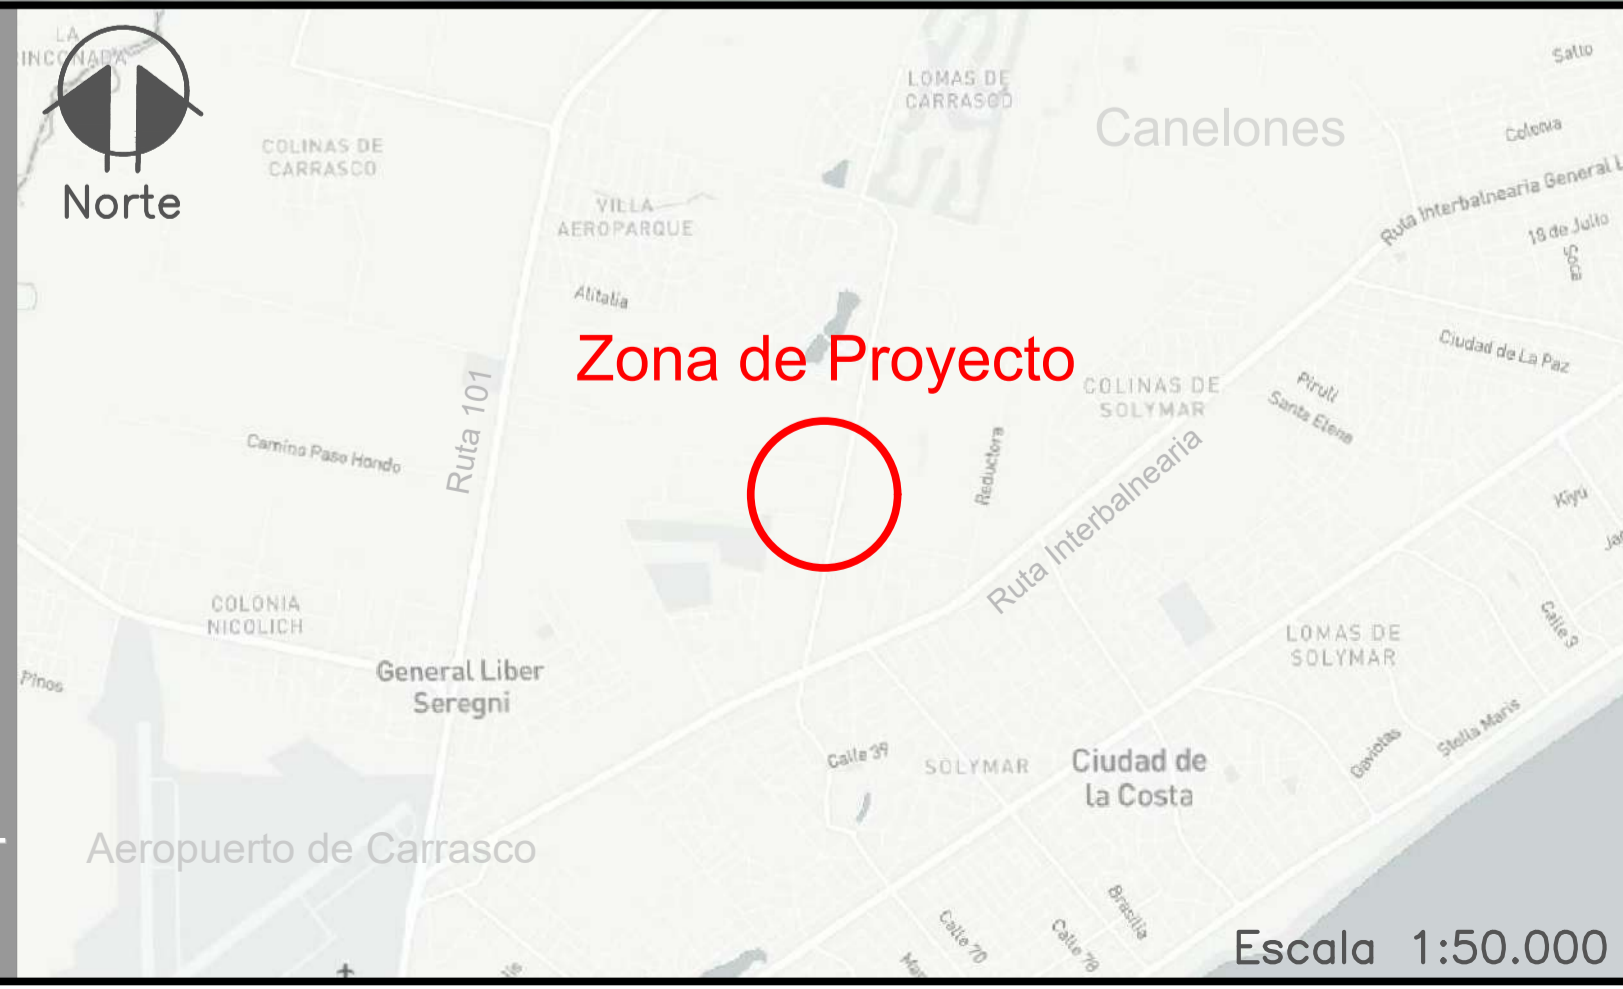 LA
Norte
COLINAS DE
CARRASCO
LOMAS DE
CARRASCO
Canelones
Salto
Colonia
Ruta Interbalnearia General L
18 de Julio
Soca
VILLA
AEROPARQUE
Alitalia
Zona de Proyecto
Ciudad de La Paz
COLINAS DE
SOLYMAR
Pirulí
Santa Elena
Ruta 101
Camino Paso Hondo
Reductora
Ruta Interbalnearia
Kiyú
COLONIA
NICOLICH
General Liber
Seregni
Pinos
LOMAS DE
SOLYMAR
Calle 9
Stella Maris
Gaviotas
Calle 39
SOLYMAR
Ciudad de
la Costa
Aeropuerto de Carrasco
Brasilia
Calle 70
Calle 78
Escala 1:50.000